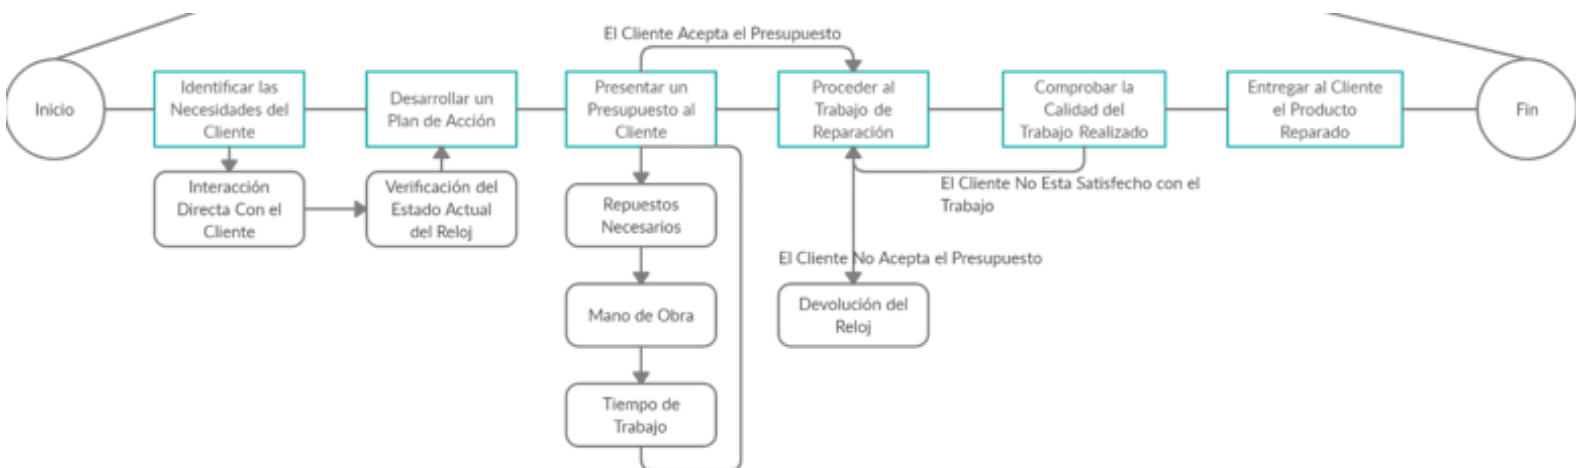 El Cliente Acepta el Presupuesto
Inicio
Identificar las
Necesidades del
Cliente
Desarrollar un
Plan de Acción
Presentar un
Presupuesto al
Cliente
Proceder al
Trabajo de
Reparación
Comprobar la
Calidad del
Trabajo Realizado
Entregar al Cliente
el Producto
Reparado
Fin
Interacción
Directa Con el
Cliente
Verificación del
Estado Actual
del Reloj
Repuestos
Necesarios
El Cliente No Esta Satisfecho con el
Trabajo
El Cliente No Acepta el Presupuesto
Mano de Obra
Devolución del
Reloj
Tiempo de
Trabajo